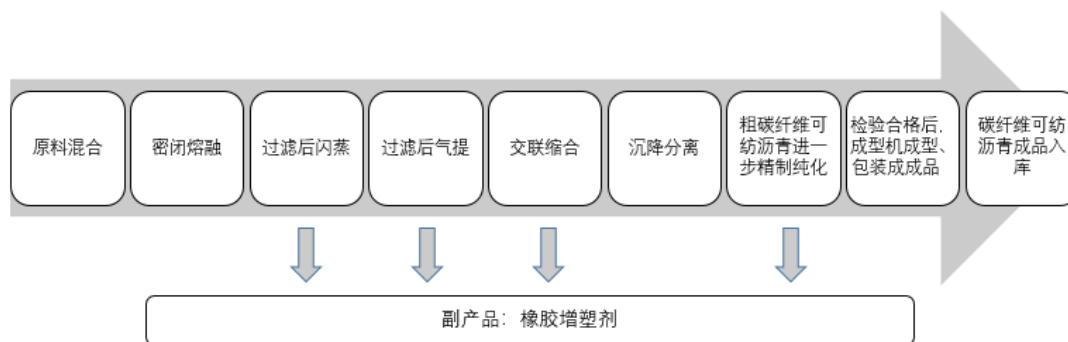 原料混合
密闭熔融
过滤后闪蒸
过滤后气提
交联缩合
沉降分离
粗碳纤维可
纺沥青进一
步精制纯化
检验合格后,
成型机成型、
包装成成品
碳纤维可纺
沥青成品入
库
副产品：橡胶增塑剂